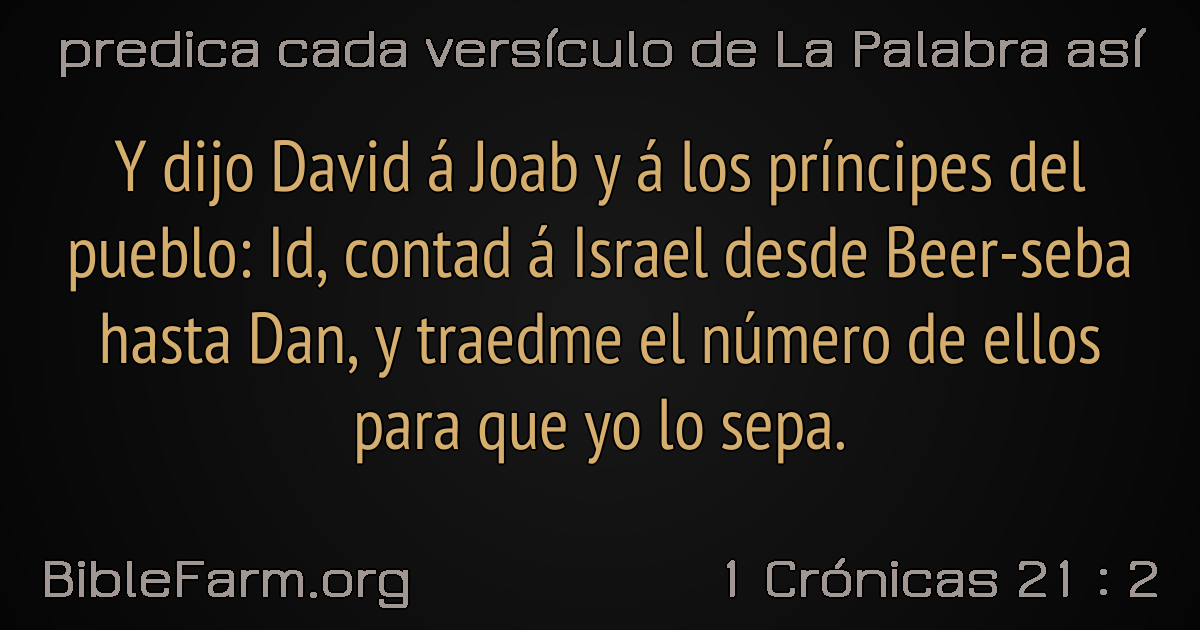 predica cada versículo de La Palabra así
Y dijo David á Joab y á los príncipes del
pueblo: Id, contad á Israel desde Beer-seba
hasta Dan, y traedme el número de ellos
para que yo lo sepa.
BibleFarm.org
1 Crónicas 21 : 2